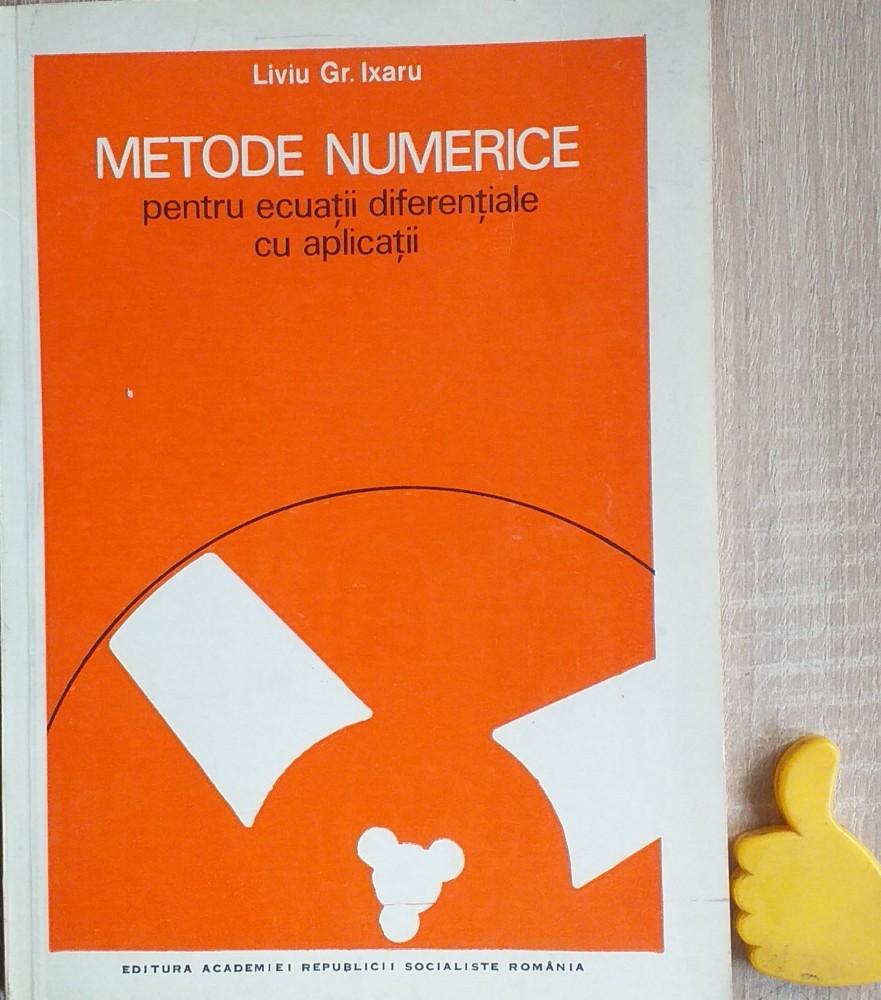 Liviu Gr. Ixaru
METODE NUMERICE
pentru ecuații diferențiale
cu aplicații
EDITURA ACADEMIEI REPUBLICII SOCIALISTE ROMÂNIA